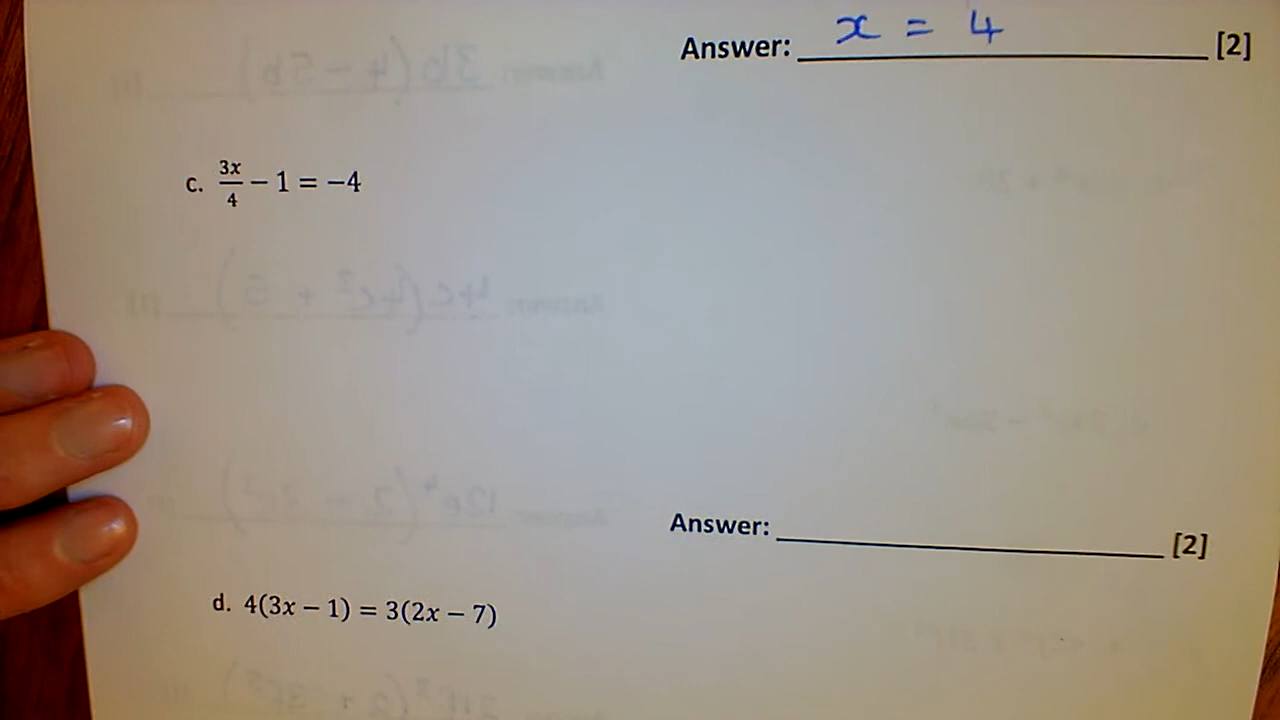 Answer: x = 4 [2]
c. 3x/4 − 1 = −4
Answer: [2]
d. 4(3x − 1) = 3(2x − 7)